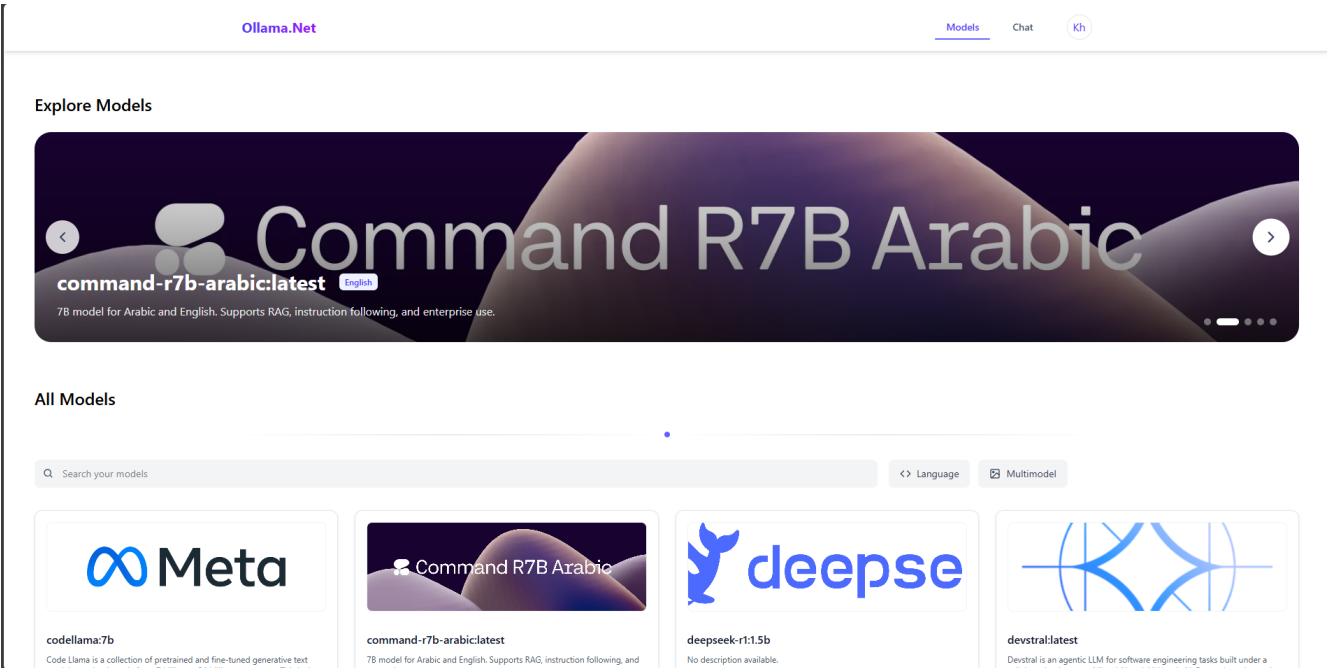 Ollama.Net
Models
Chat
Kh
Explore Models
Command R7B Arabic
command-r7b-arabic:latest
English
7B model for Arabic and English. Supports RAG, instruction following, and enterprise use.
All Models
Search your models
<> Language
Multimodel
Meta
Command R7B Arabic
deepse
codellama:7b
command-r7b-arabic:latest
deepseek-r1:1.5b
devstral:latest
Code Llama is a collection of pretrained and fine-tuned generative text
7B model for Arabic and English. Supports RAG, instruction following, and
No description available.
Devstral is an agentic LLM for software engineering tasks built under a